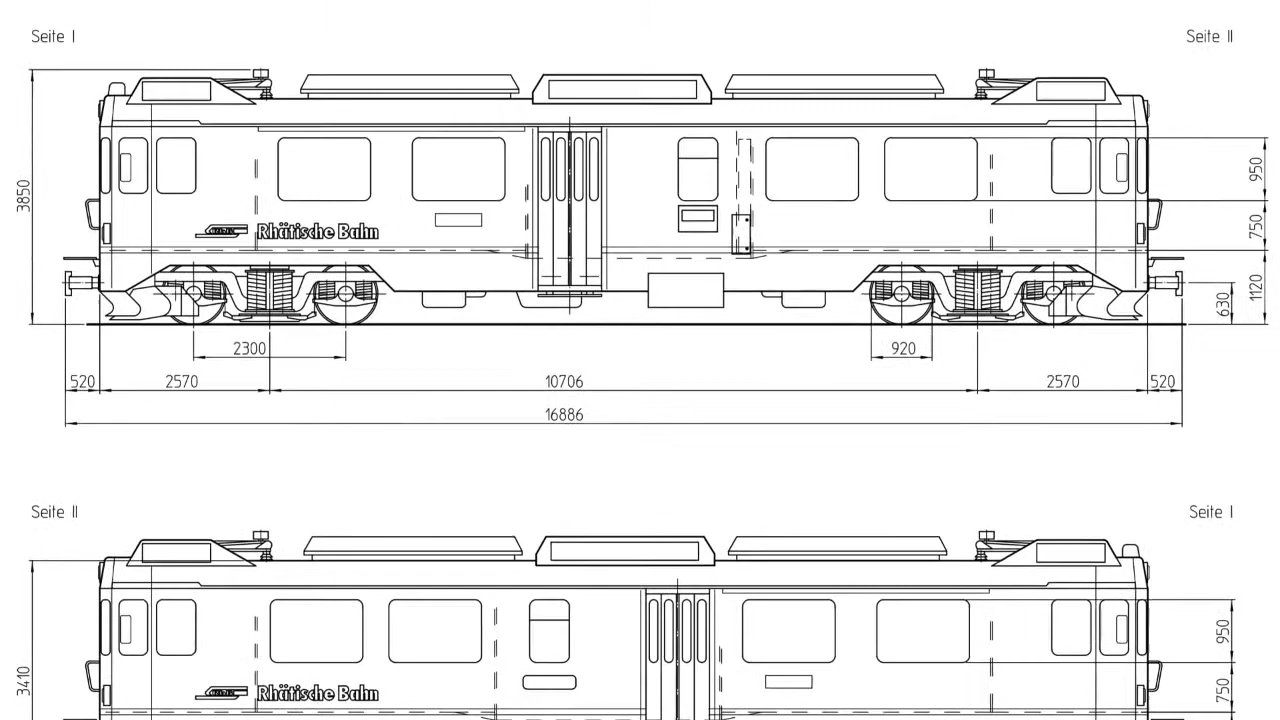 Seite I
Seite II
3850
950
750
Rhätische Bahn
1120
630
2300
920
520
2570
10706
2570
520
16886
Seite II
Seite I
950
3410
750
Rhätische Bahn